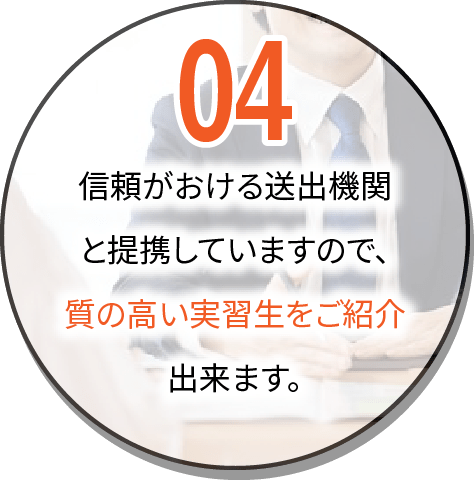 04
信頼がおける送出機関
と提携していますので、
質の高い実習生をご紹介
出来ます。